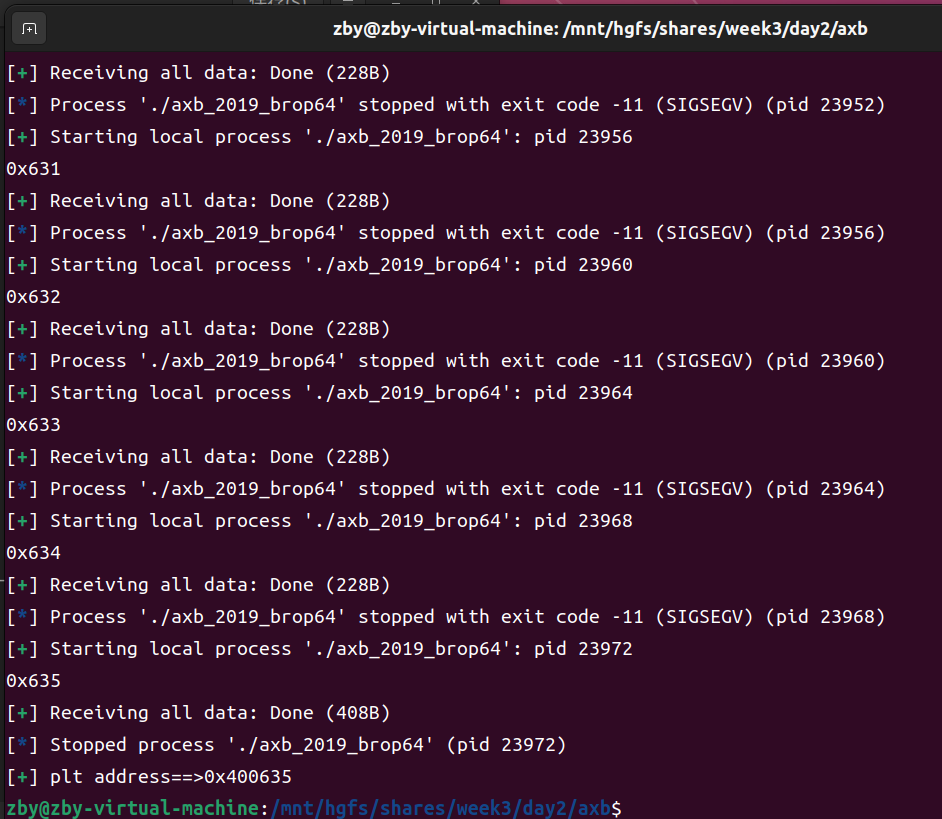 zby@zby-virtual-machine: /mnt/hgfs/shares/week3/day2/axb
[+] Receiving all data: Done (228B)
[*] Process './axb_2019_brop64' stopped with exit code -11 (SIGSEGV) (pid 23952)
[+] Starting local process './axb_2019_brop64': pid 23956
0x631
[+] Receiving all data: Done (228B)
[*] Process './axb_2019_brop64' stopped with exit code -11 (SIGSEGV) (pid 23956)
[+] Starting local process './axb_2019_brop64': pid 23960
0x632
[+] Receiving all data: Done (228B)
[*] Process './axb_2019_brop64' stopped with exit code -11 (SIGSEGV) (pid 23960)
[+] Starting local process './axb_2019_brop64': pid 23964
0x633
[+] Receiving all data: Done (228B)
[*] Process './axb_2019_brop64' stopped with exit code -11 (SIGSEGV) (pid 23964)
[+] Starting local process './axb_2019_brop64': pid 23968
0x634
[+] Receiving all data: Done (228B)
[*] Process './axb_2019_brop64' stopped with exit code -11 (SIGSEGV) (pid 23968)
[+] Starting local process './axb_2019_brop64': pid 23972
0x635
[+] Receiving all data: Done (408B)
[*] Stopped process './axb_2019_brop64' (pid 23972)
[+] plt address==>0x400635
zby@zby-virtual-machine:/mnt/hgfs/shares/week3/day2/axb$